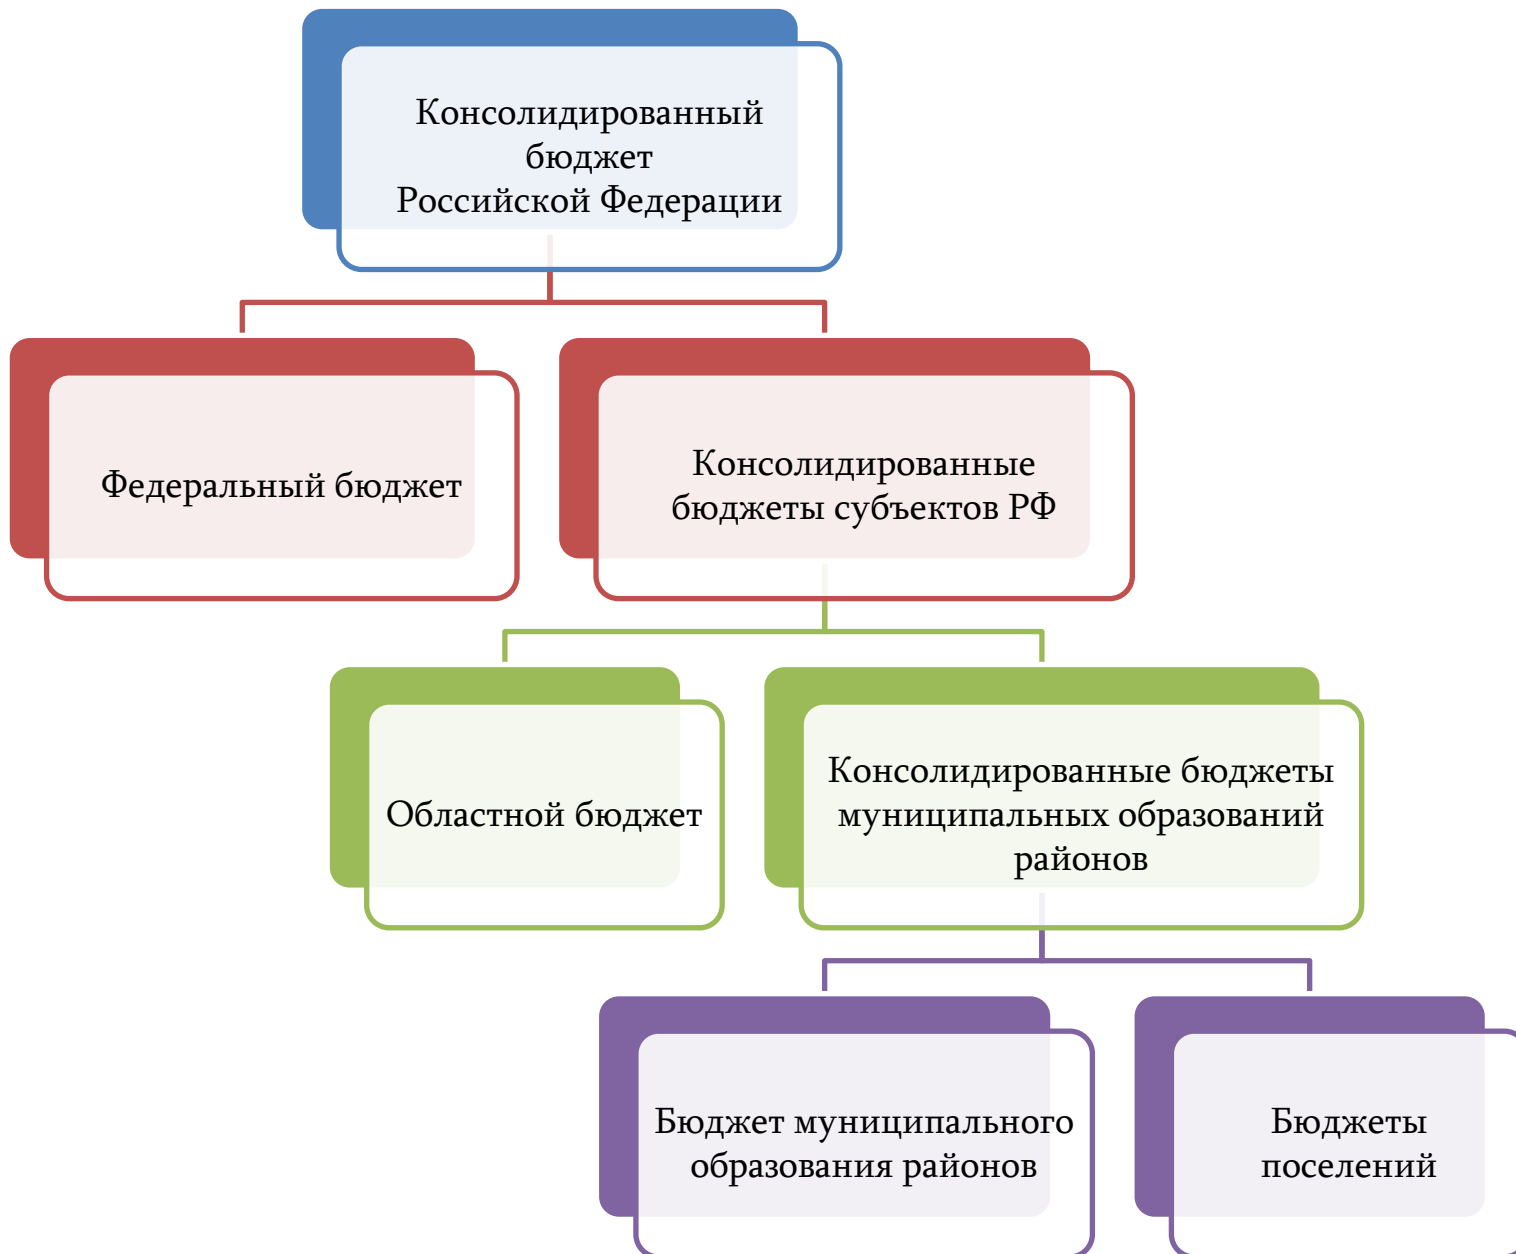 Консолидированный
бюджет
Российской Федерации
Федеральный бюджет
Консолидированные
бюджеты субъектов РФ
Областной бюджет
Консолидированные бюджеты
муниципальных образований
районов
Бюджет муниципального
образования районов
Бюджеты
поселений